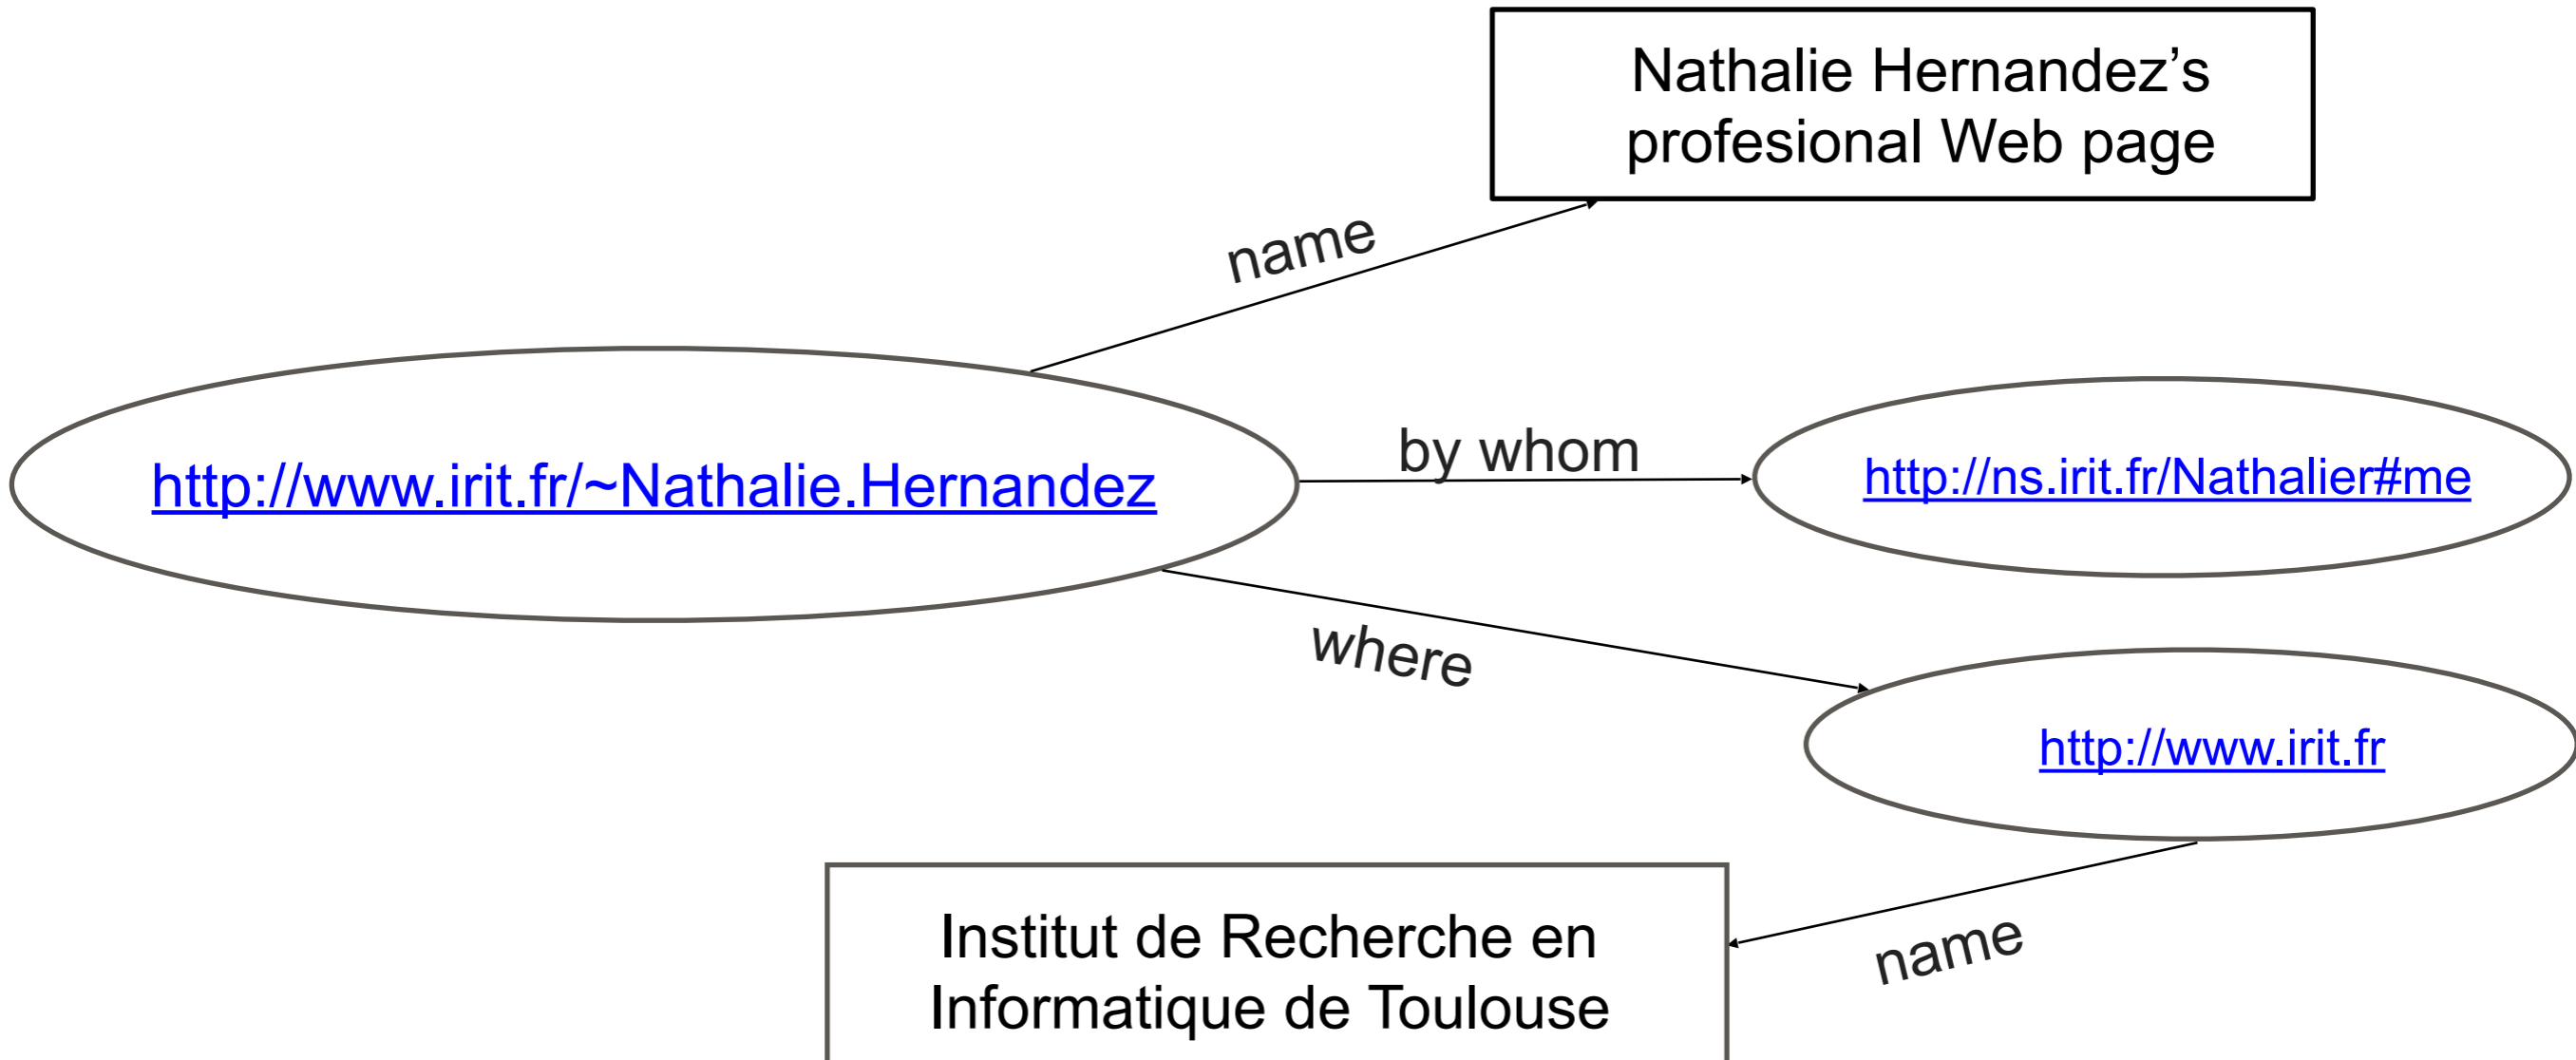 Nathalie Hernandez’s
profesional Web page
name
http://www.irit.fr/~Nathalie.Hernandez
by whom
http://ns.irit.fr/Nathalier#me
where
http://www.irit.fr
name
Institut de Recherche en
Informatique de Toulouse